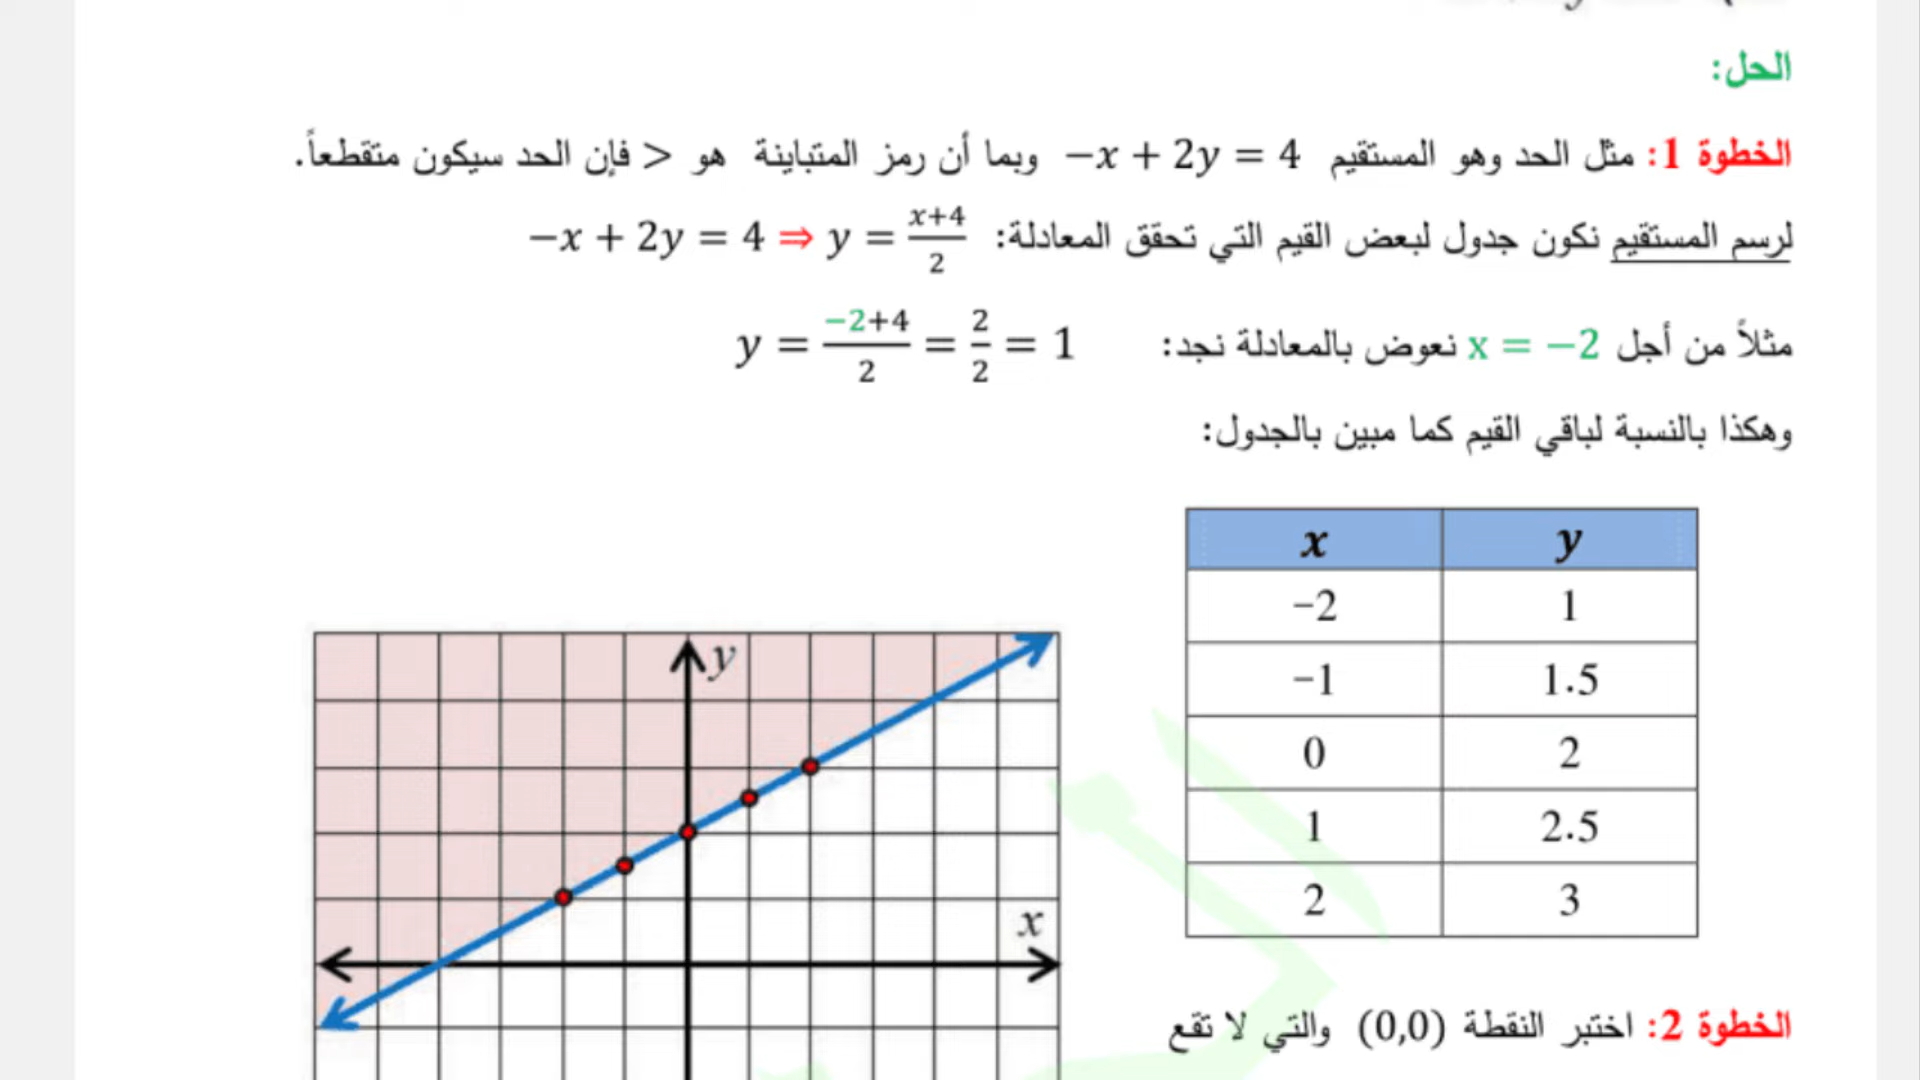 الحل:
الخطوة 1: مثل الحد وهو المستقيم −x + 2y = 4 وبما أن رمز المتباينة هو > فإن الحد سيكون متقطعاً.
لرسم المستقيم نكون جدول لبعض القيم التي تحقق المعادلة: −x + 2y = 4 ⇒ y = (x+4)/2
مثلاً من أجل x = −2 نعوض بالمعادلة نجد: y = (−2+4)/2 = 2/2 = 1
وهكذا بالنسبة لباقي القيم كما مبين بالجدول:
x y
−2 1
−1 1.5
0 2
1 2.5
2 3
y
x
الخطوة 2: اختبر النقطة (0,0) والتي لا تقع